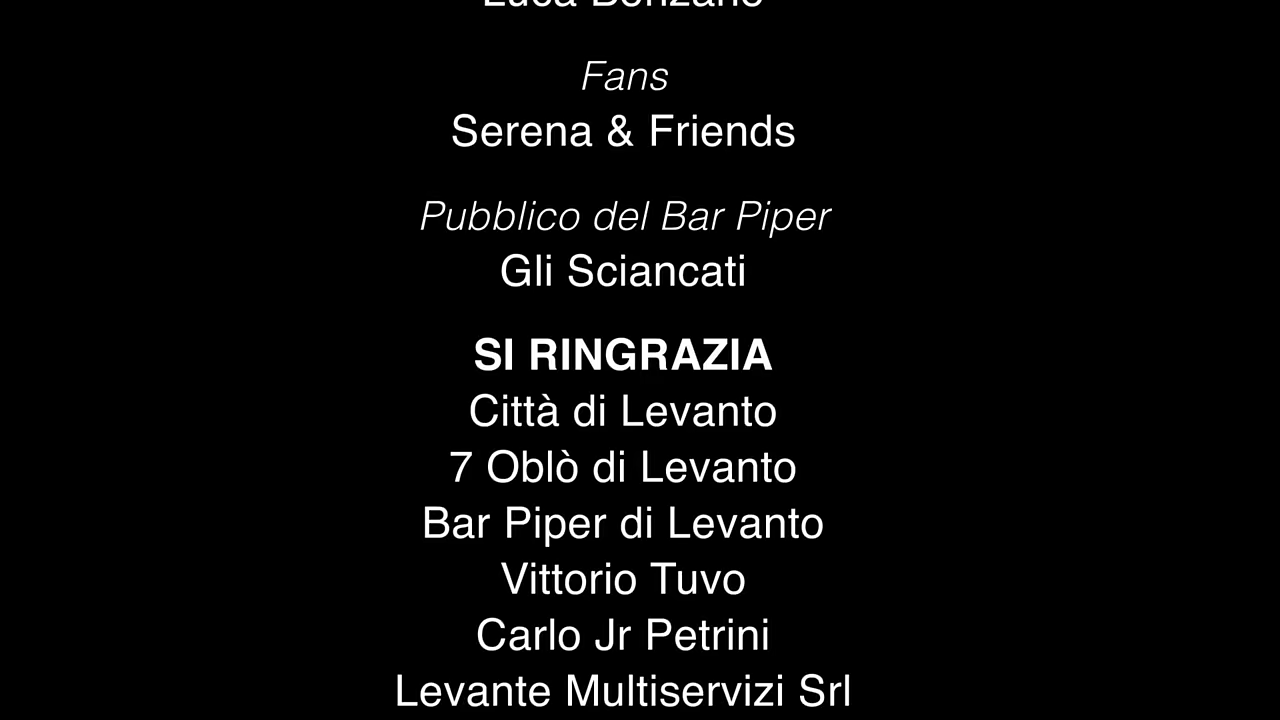 Fans
Serena & Friends
Pubblico del Bar Piper
Gli Sciancati
SI RINGRAZIA
Città di Levanto
7 Oblò di Levanto
Bar Piper di Levanto
Vittorio Tuvo
Carlo Jr Petrini
Levante Multiservizi Srl